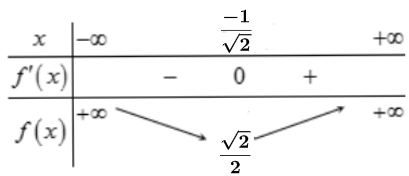 x −∞ −1/√2 +∞
f'(x) − 0 +
f(x) +∞ √2/2 +∞